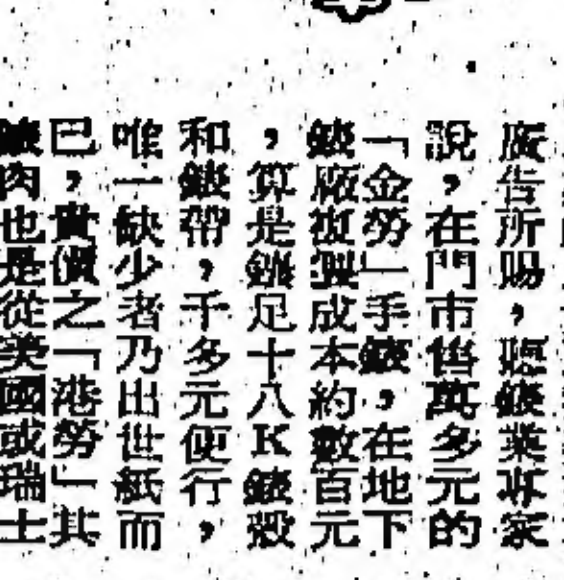 廣告所賜，聽錶業專家
說，在門市售萬多元的
「金勞」手錶，在地下
錶廠復製成本約數百元
，算是鑲足十八K錶殼
和錶帶，千多元便行，
唯一缺少者乃出世紙而
已，實價之「港勞」其
錶肉也是從美國或瑞士